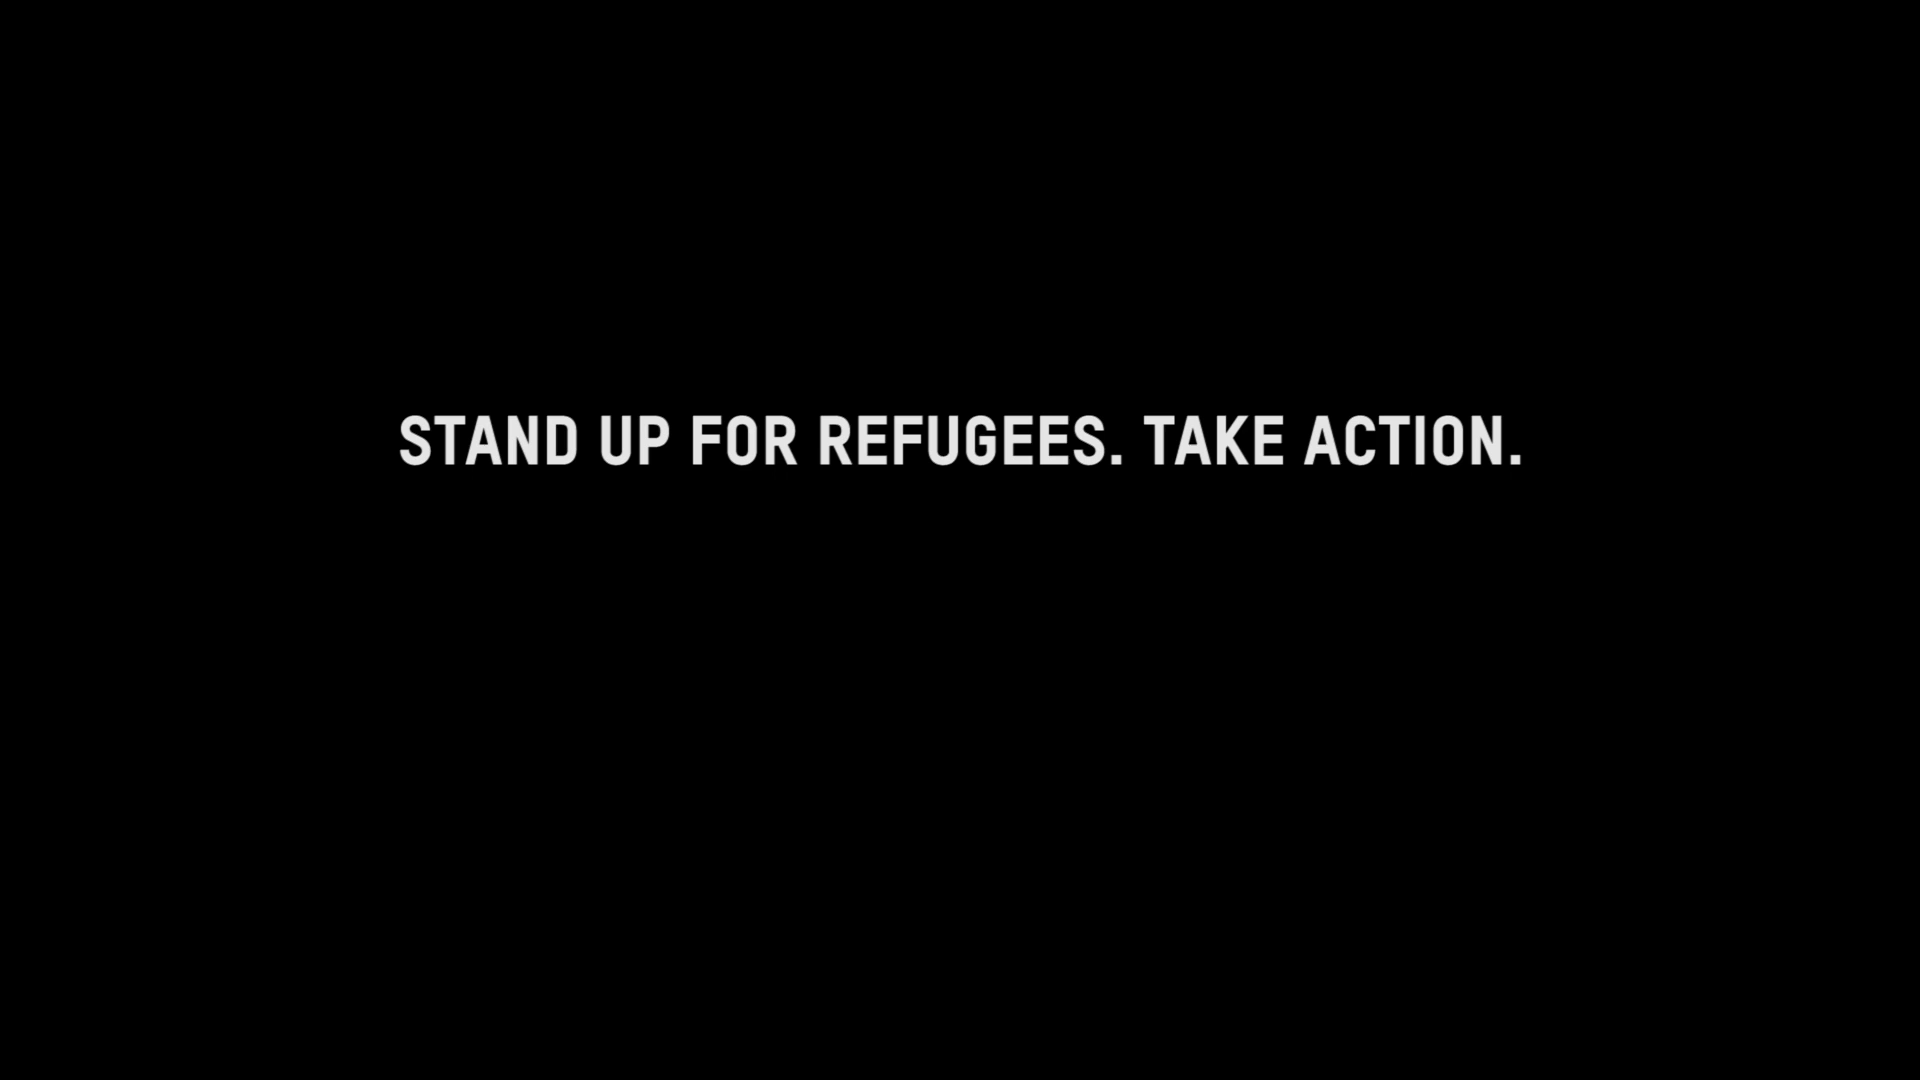 STAND UP FOR REFUGEES. TAKE ACTION.